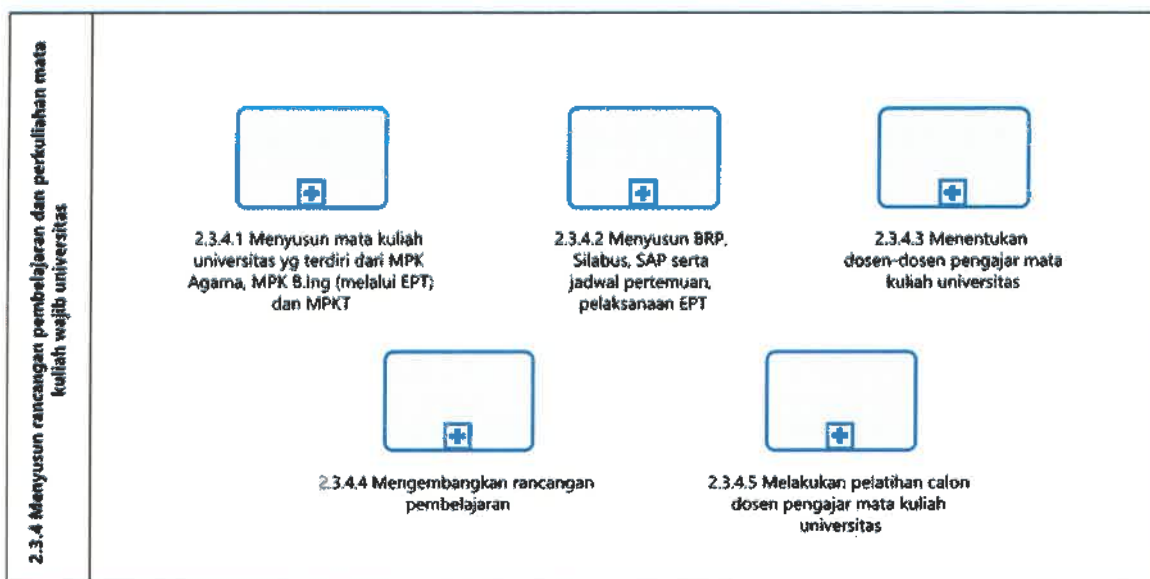 2.3.4 Menyusun rancangan pembelajaran dan perkuliahan mata
kuliah wajib universitas
2.3.4.1 Menyusun mata kuliah
universitas yg terdiri dari MPK
Agama, MPK B.Ing (melalui EPT)
dan MPKT
2.3.4.2 Menyusun BRP,
Silabus, SAP serta
jadwal pertemuan,
pelaksanaan EPT
2.3.4.3 Menentukan
dosen-dosen pengajar mata
kuliah universitas
2.3.4.4 Mengembangkan rancangan
pembelajaran
2.3.4.5 Melakukan pelatihan calon
dosen pengajar mata kuliah
universitas